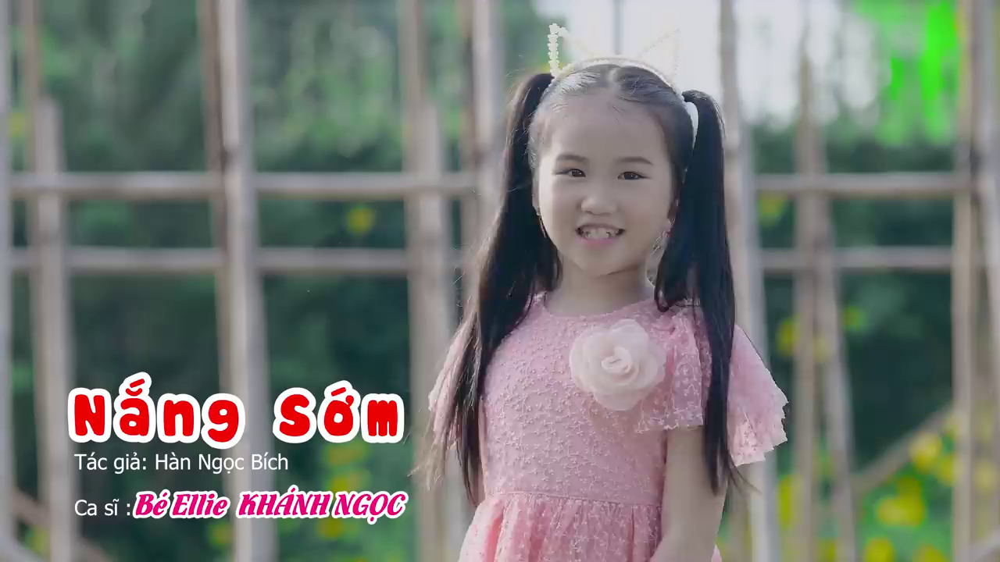 Nắng Sớm
Tác giả: Hàn Ngọc Bích
Ca sĩ : Bé Ellie KHÁNH NGỌC